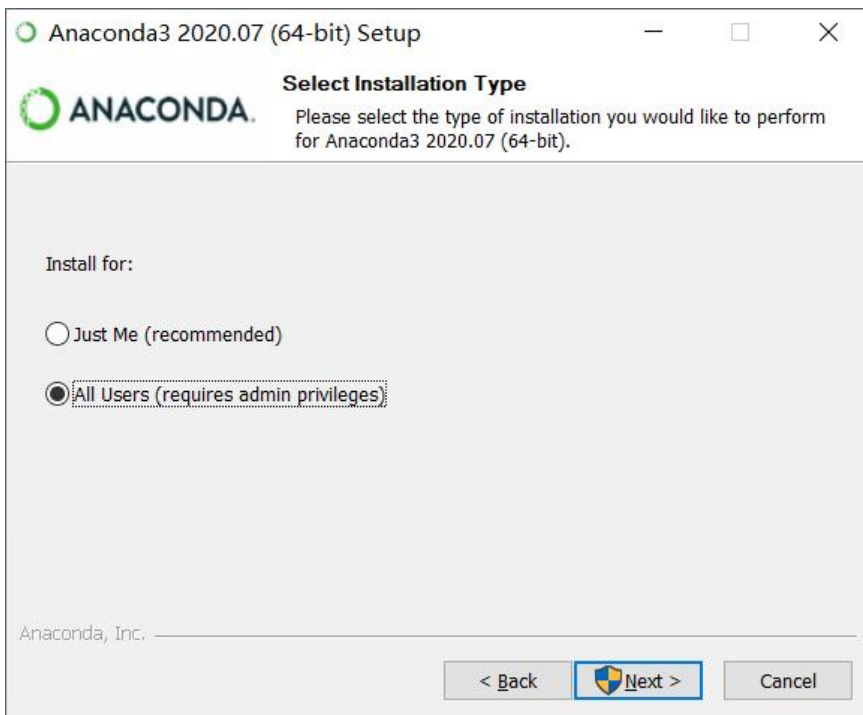 Anaconda3 2020.07 (64-bit) Setup
ANACONDA.
Select Installation Type
Please select the type of installation you would like to perform
for Anaconda3 2020.07 (64-bit).
Install for:
Just Me (recommended)
All Users (requires admin privileges)
Anaconda, Inc.
< Back
Next >
Cancel